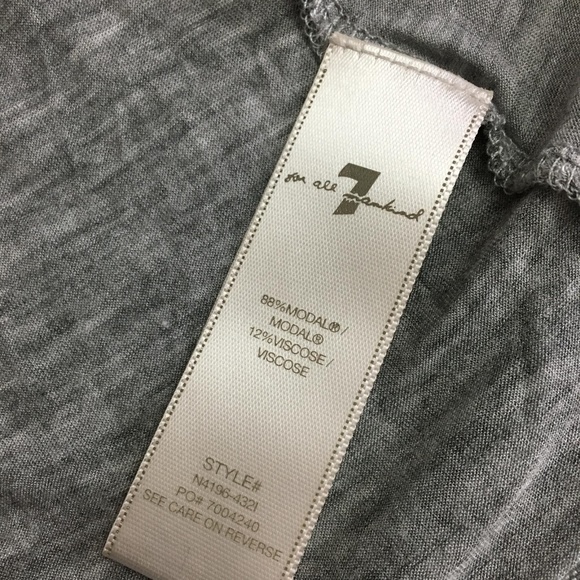 7
for all mankind
88%MODAL®/
MODAL®
12%VISCOSE/
VISCOSE
STYLE#
N4196-432I
PO# 7004240
SEE CARE ON REVERSE